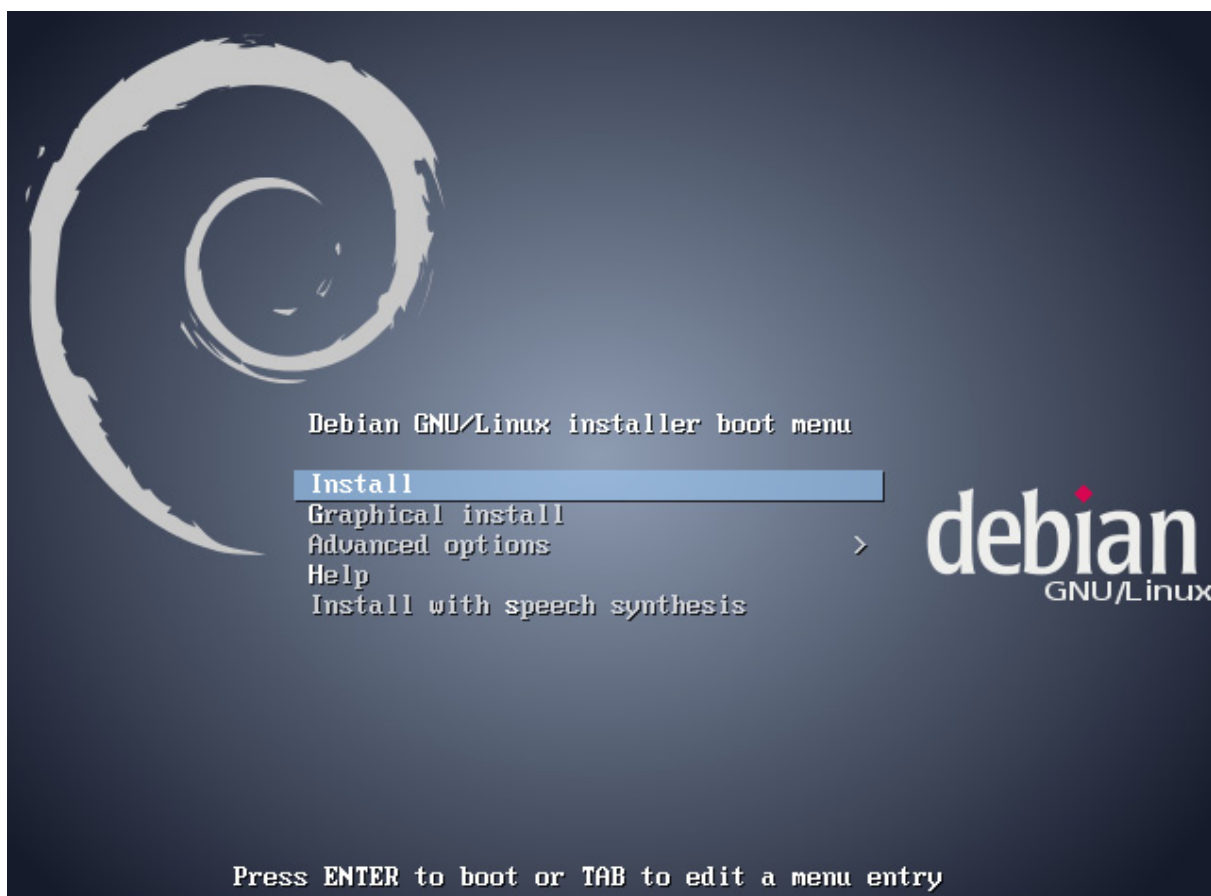 Debian GNU/Linux installer boot menu
Install
Graphical install
Advanced options >
Help
Install with speech synthesis
debian
GNU/Linux
Press ENTER to boot or TAB to edit a menu entry